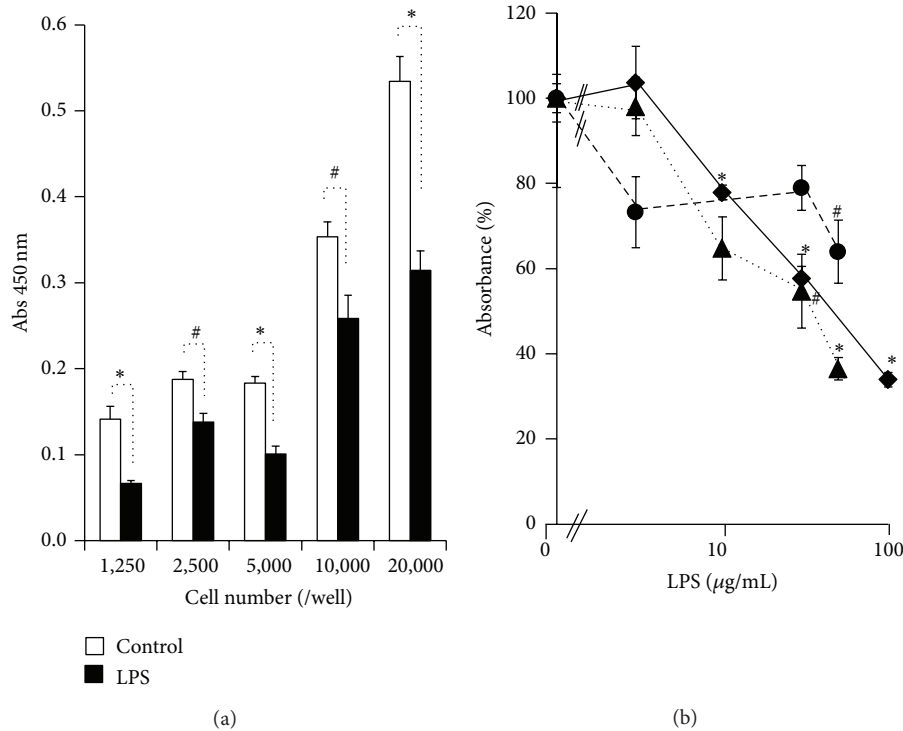 0.6
0.5
0.4
0.3
0.2
0.1
0.0
Abs 450 nm
* # * # *
1,250 2,500 5,000 10,000 20,000
Cell number (/well)
Control
LPS
(a)
120
100
80
60
40
20
0
Absorbance (%)
* # * # * *
0 10 100
LPS (μg/mL)
(b)